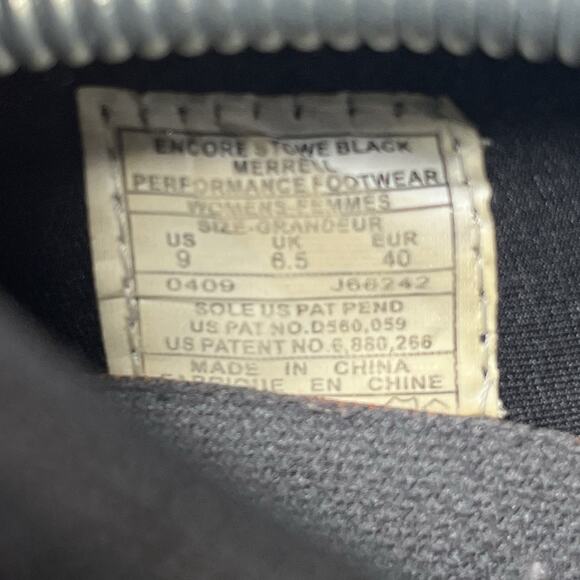 ENCORE STOWE BLACK
MERRELL
PERFORMANCE FOOTWEAR
WOMENS-FEMMES
SIZE-GRANDEUR
US UK EUR
9 6.5 40
0409 J66242
SOLE US PAT PEND
US PAT NO.D560,059
US PATENT NO.6,880,266
MADE IN CHINA
FABRIQUE EN CHINE